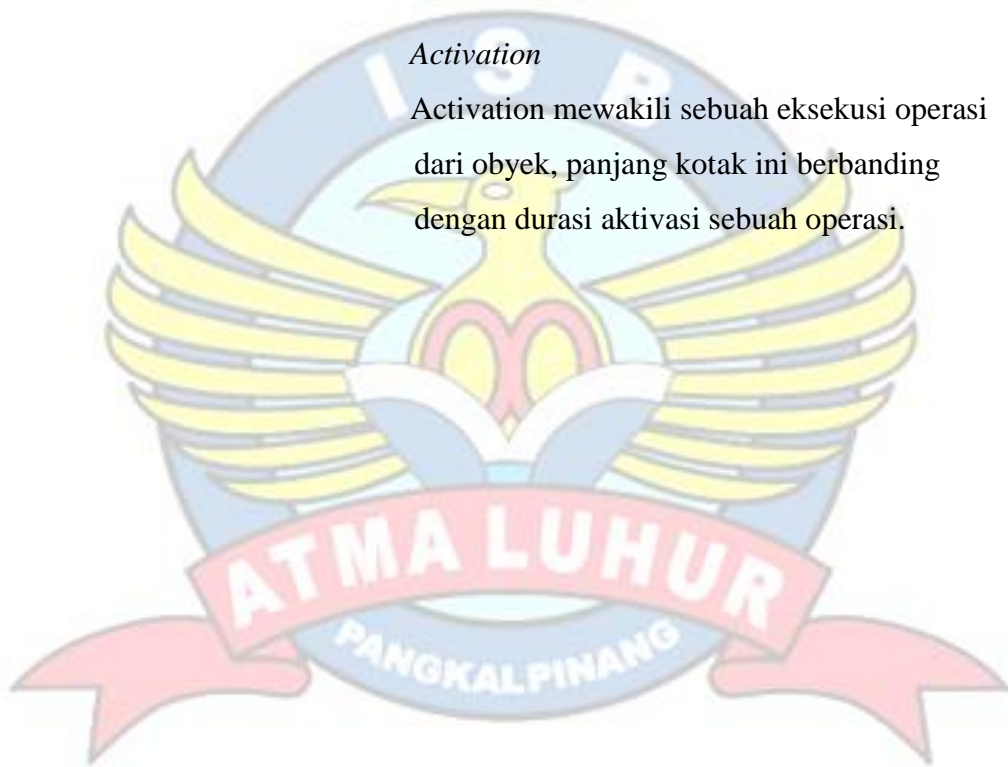 Activation
Activation mewakili sebuah eksekusi operasi
dari obyek, panjang kotak ini berbanding
dengan durasi aktivasi sebuah operasi.
I S B
ATMA LUHUR
PANGKALPINANG